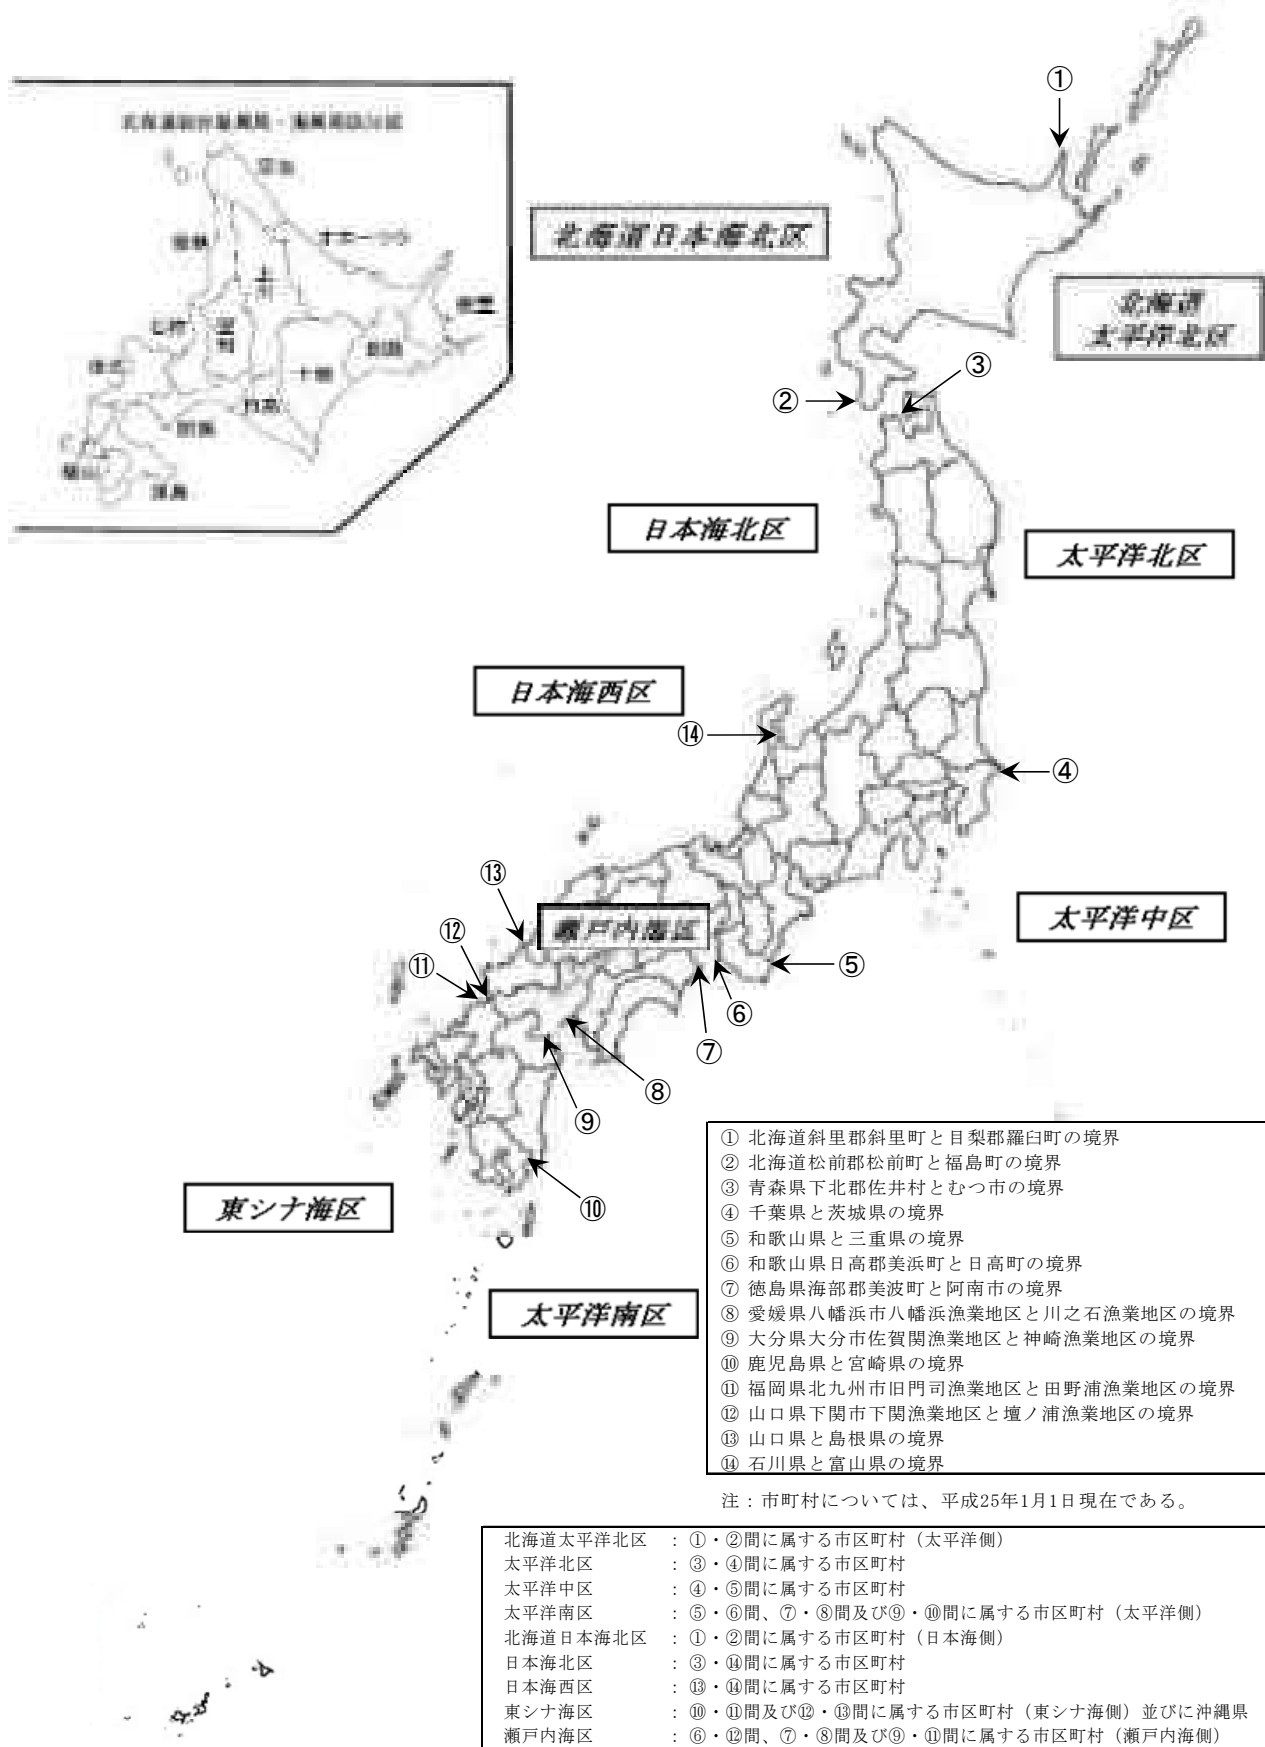 ①
北海道日本海北区
北海道
太平洋北区
③
②
日本海北区
太平洋北区
日本海西区
⑭
④
⑬
瀬戸内海区
太平洋中区
⑫
⑪
⑤
⑥
⑦
⑧
⑨
⑩
東シナ海区
太平洋南区
① 北海道斜里郡斜里町と目梨郡羅臼町の境界
② 北海道松前郡松前町と福島町の境界
③ 青森県下北郡佐井村とむつ市の境界
④ 千葉県と茨城県の境界
⑤ 和歌山県と三重県の境界
⑥ 和歌山県日高郡美浜町と日高町の境界
⑦ 徳島県海部郡美波町と阿南市の境界
⑧ 愛媛県八幡浜市八幡浜漁業地区と川之石漁業地区の境界
⑨ 大分県大分市佐賀関漁業地区と神崎漁業地区の境界
⑩ 鹿児島県と宮崎県の境界
⑪ 福岡県北九州市旧門司漁業地区と田野浦漁業地区の境界
⑫ 山口県下関市下関漁業地区と壇ノ浦漁業地区の境界
⑬ 山口県と島根県の境界
⑭ 石川県と富山県の境界
注：市町村については、平成25年1月1日現在である。
北海道太平洋北区 ：①・②間に属する市区町村（太平洋側）
太平洋北区 ：③・④間に属する市区町村
太平洋中区 ：④・⑤間に属する市区町村
太平洋南区 ：⑤・⑥間、⑦・⑧間及び⑨・⑩間に属する市区町村（太平洋側）
北海道日本海北区 ：①・②間に属する市区町村（日本海側）
日本海北区 ：③・⑭間に属する市区町村
日本海西区 ：⑬・⑭間に属する市区町村
東シナ海区 ：⑩・⑪間及び⑫・⑬間に属する市区町村（東シナ海側）並びに沖縄県
瀬戸内海区 ：⑥・⑫間、⑦・⑧間及び⑨・⑪間に属する市区町村（瀬戸内海側）